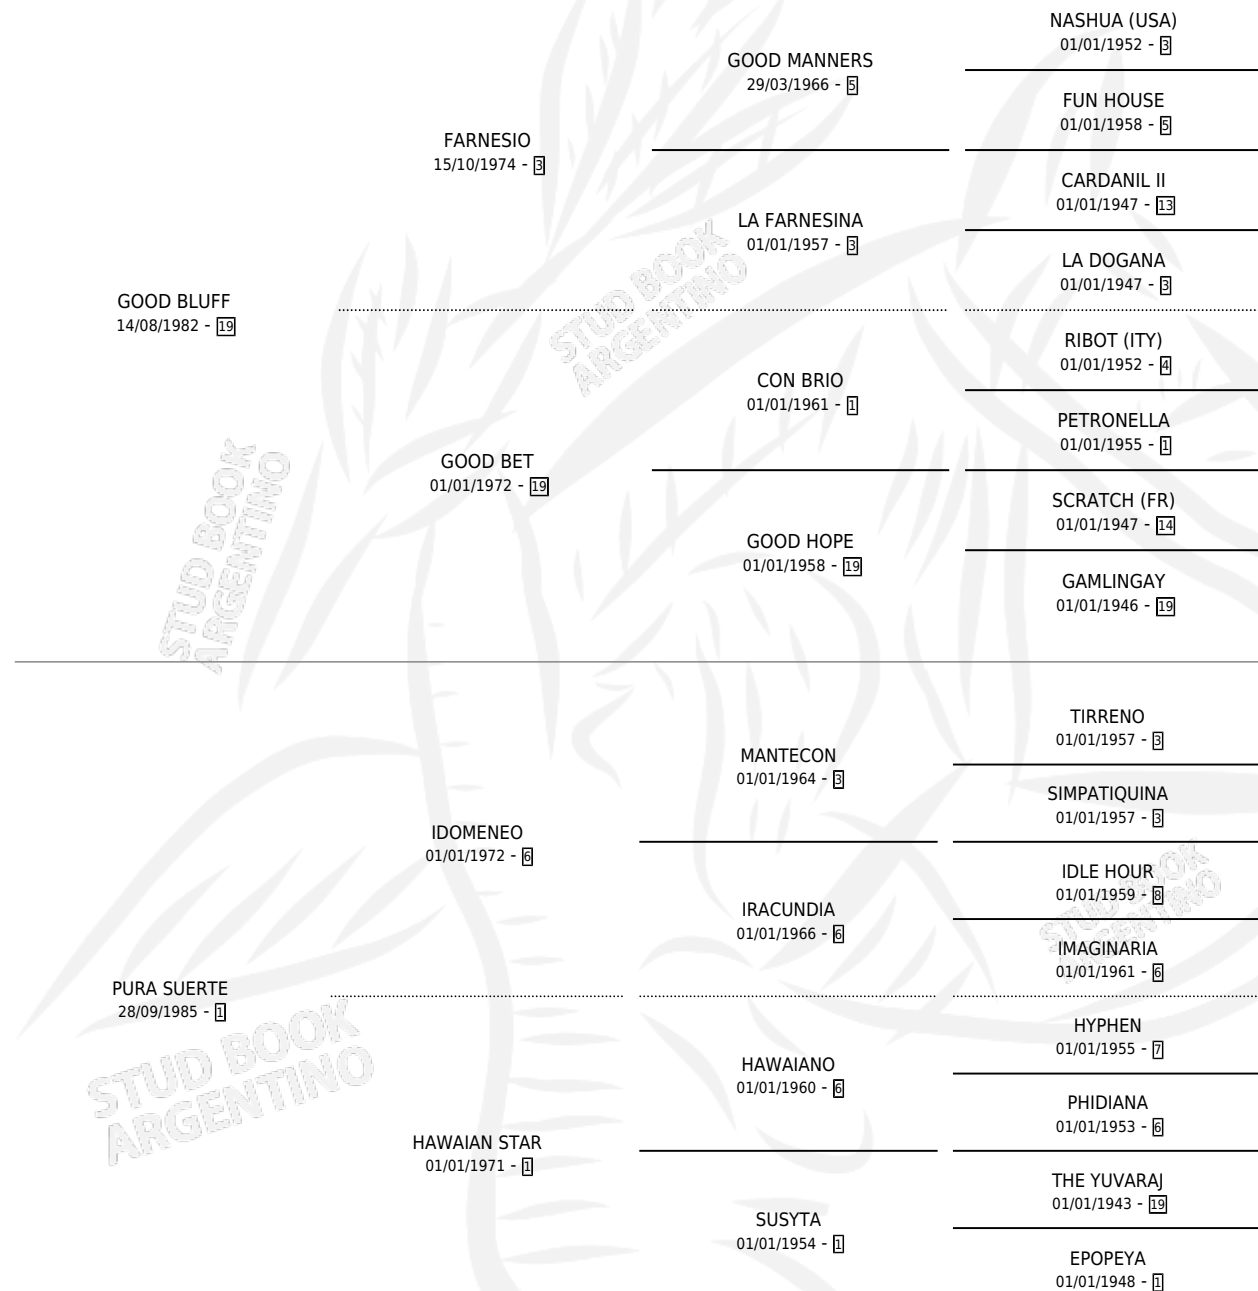 NASHUA (USA)
01/01/1952 - 3
GOOD MANNERS
29/03/1966 - 5
FUN HOUSE
01/01/1958 - 5
FARNESIO
15/10/1974 - 3
CARDANIL II
01/01/1947 - 13
LA FARNESINA
01/01/1957 - 3
LA DOGANA
01/01/1947 - 3
GOOD BLUFF
14/08/1982 - 19
RIBOT (ITY)
01/01/1952 - 4
CON BRIO
01/01/1961 - 1
PETRONELLA
01/01/1955 - 1
GOOD BET
01/01/1972 - 19
SCRATCH (FR)
01/01/1947 - 14
GOOD HOPE
01/01/1958 - 19
GAMLINGAY
01/01/1946 - 19
TIRRENO
01/01/1957 - 3
MANTECON
01/01/1964 - 3
SIMPATIQUINA
01/01/1957 - 3
IDOMENEO
01/01/1972 - 6
IDLE HOUR
01/01/1959 - 8
IRACUNDIA
01/01/1966 - 6
IMAGINARIA
01/01/1961 - 6
PURA SUERTE
28/09/1985 - 1
HYPHEN
01/01/1955 - 7
HAWAIANO
01/01/1960 - 6
PHIDIANA
01/01/1953 - 6
HAWAIAN STAR
01/01/1971 - 1
THE YUVARAJ
01/01/1943 - 19
SUSYTA
01/01/1954 - 1
EPOPEYA
01/01/1948 - 1
STUD BOOK
ARGENTINO
STUD BOOK
ARGENTINO
STUD BOOK
ARGENTINO
STUD BOOK
ARGENTINO